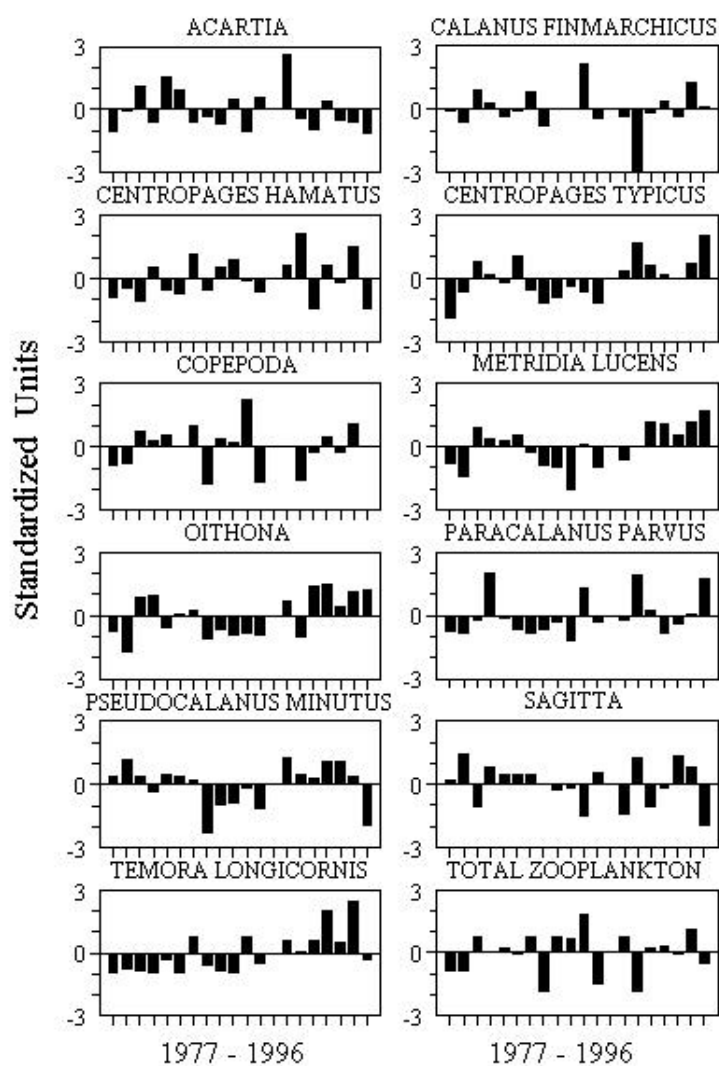 ACARTIA
CALANUS FINMARCHICUS
3
0
-3
3
0
-3
CENTROPAGES HAMATUS
CENTROPAGES TYPICUS
3
0
-3
3
0
-3
COPEPODA
METRIDIA LUCENS
3
0
-3
3
0
-3
OITHONA
PARACALANUS PARVUS
3
0
-3
3
0
-3
PSEUDOCALANUS MINUTUS
SAGITTA
3
0
-3
3
0
-3
TEMORA LONGICORNIS
TOTAL ZOOPLANKTON
3
0
-3
3
0
-3
1977 - 1996
1977 - 1996
Standardized Units